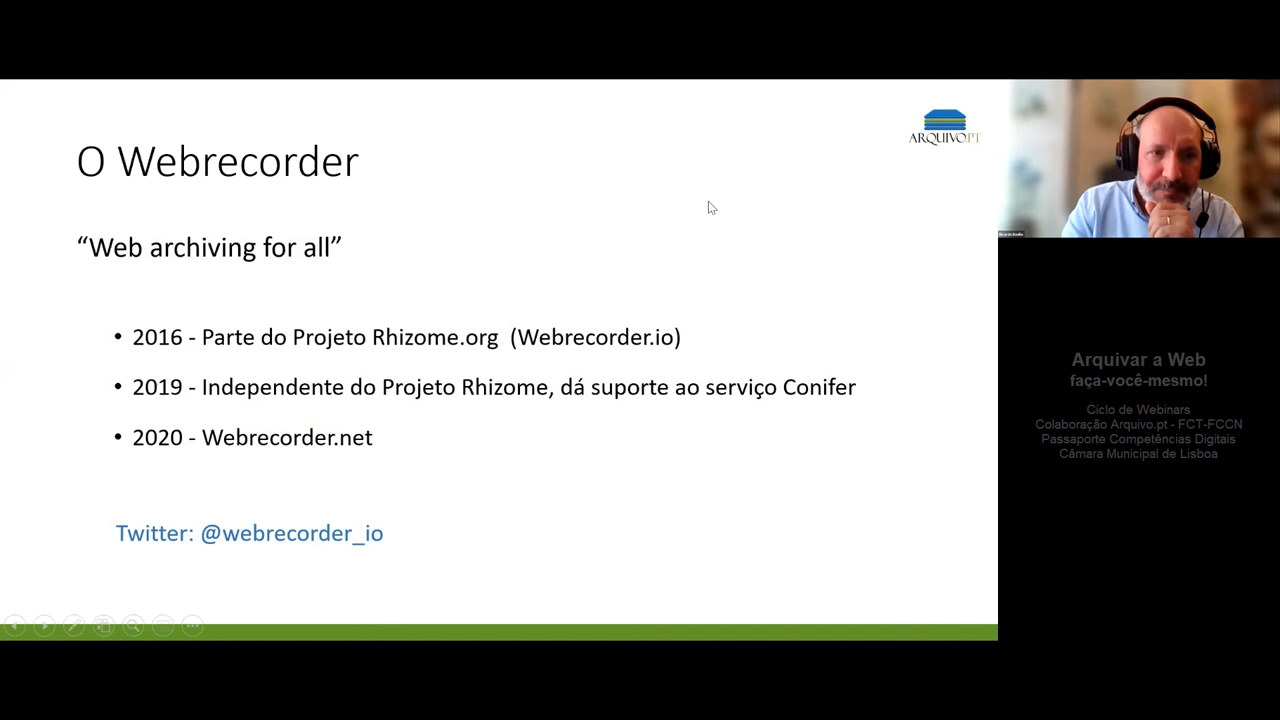 O Webrecorder
ARQUIVO.PT
“Web archiving for all”
• 2016 - Parte do Projeto Rhizome.org (Webrecorder.io)
• 2019 - Independente do Projeto Rhizome, dá suporte ao serviço Conifer
• 2020 - Webrecorder.net
Twitter: @webrecorder_io
Arquivar a Web
faça-você-mesmo!
Ciclo de Webinars
Colaboração Arquivo.pt - FCT-FCCN
Passaporte Competências Digitais
Câmara Municipal de Lisboa